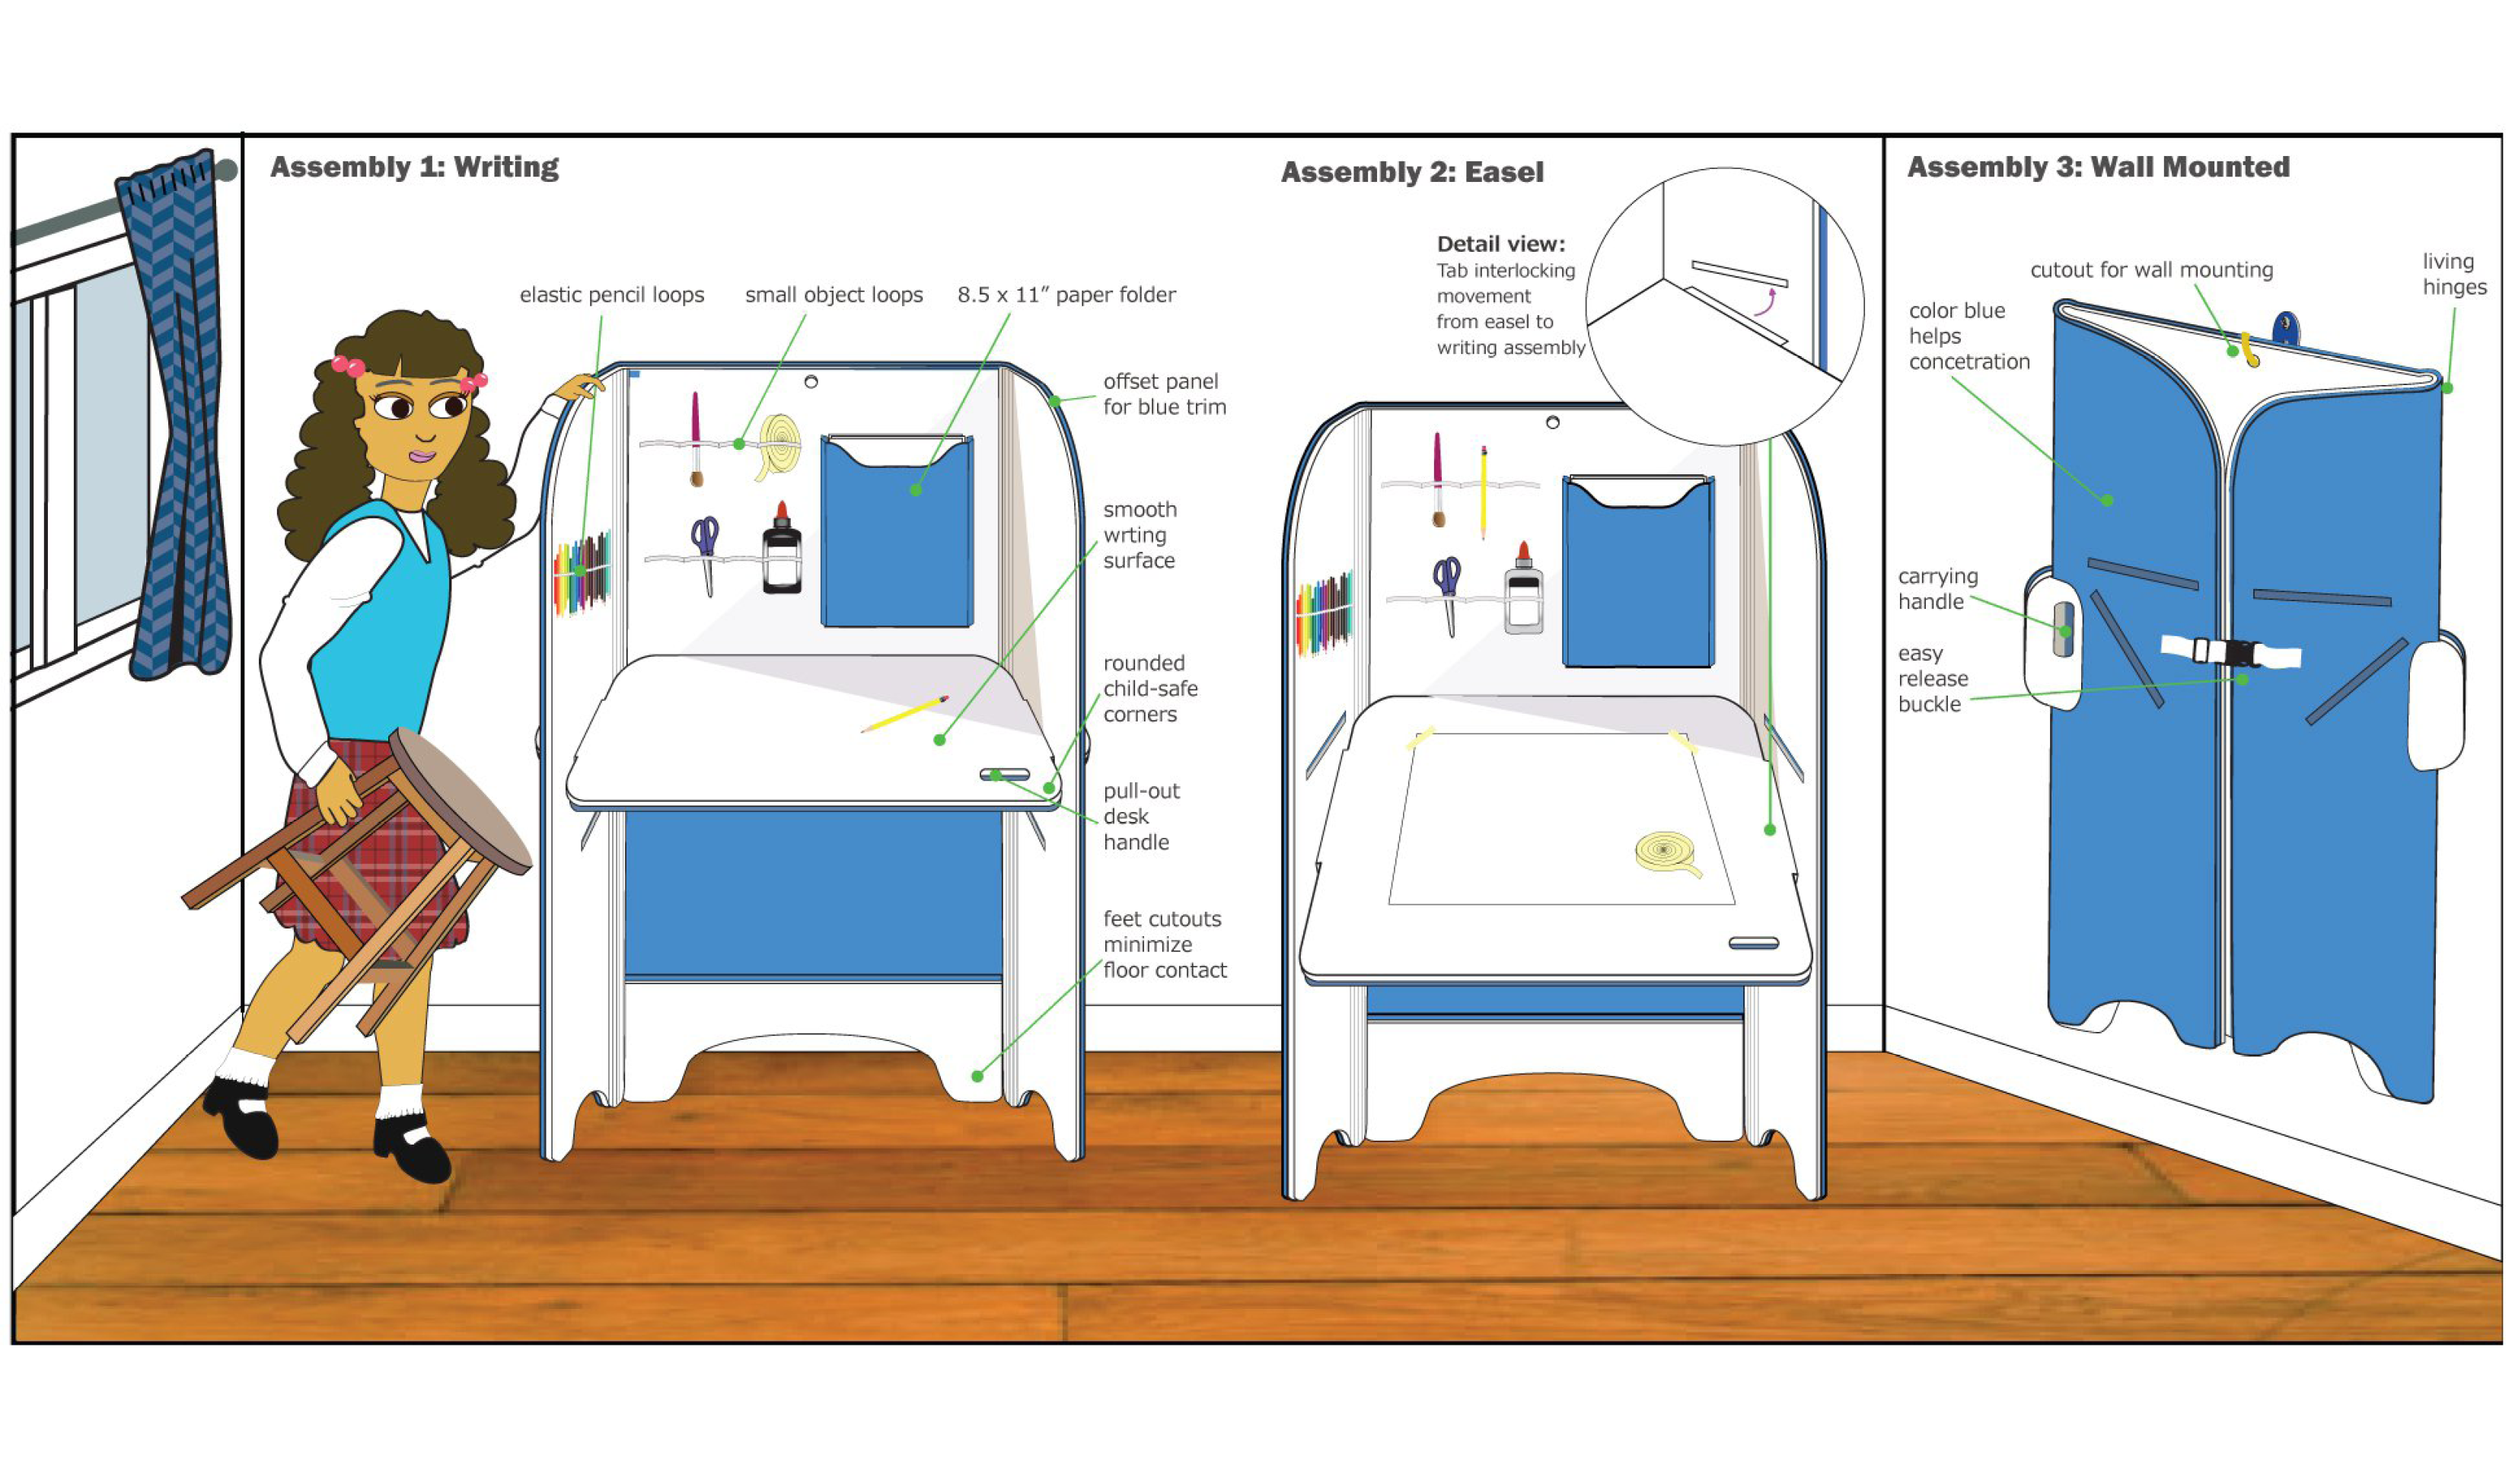 Assembly 1: Writing
elastic pencil loops
small object loops
8.5 x 11″ paper folder
offset panel
for blue trim
smooth
wrting
surface
rounded
child-safe
corners
pull-out
desk
handle
feet cutouts
minimize
floor contact
Assembly 2: Easel
Detail view:
Tab interlocking
movement
from easel to
writing assembly
Assembly 3: Wall Mounted
cutout for wall mounting
living
hinges
color blue
helps
concetration
carrying
handle
easy
release
buckle